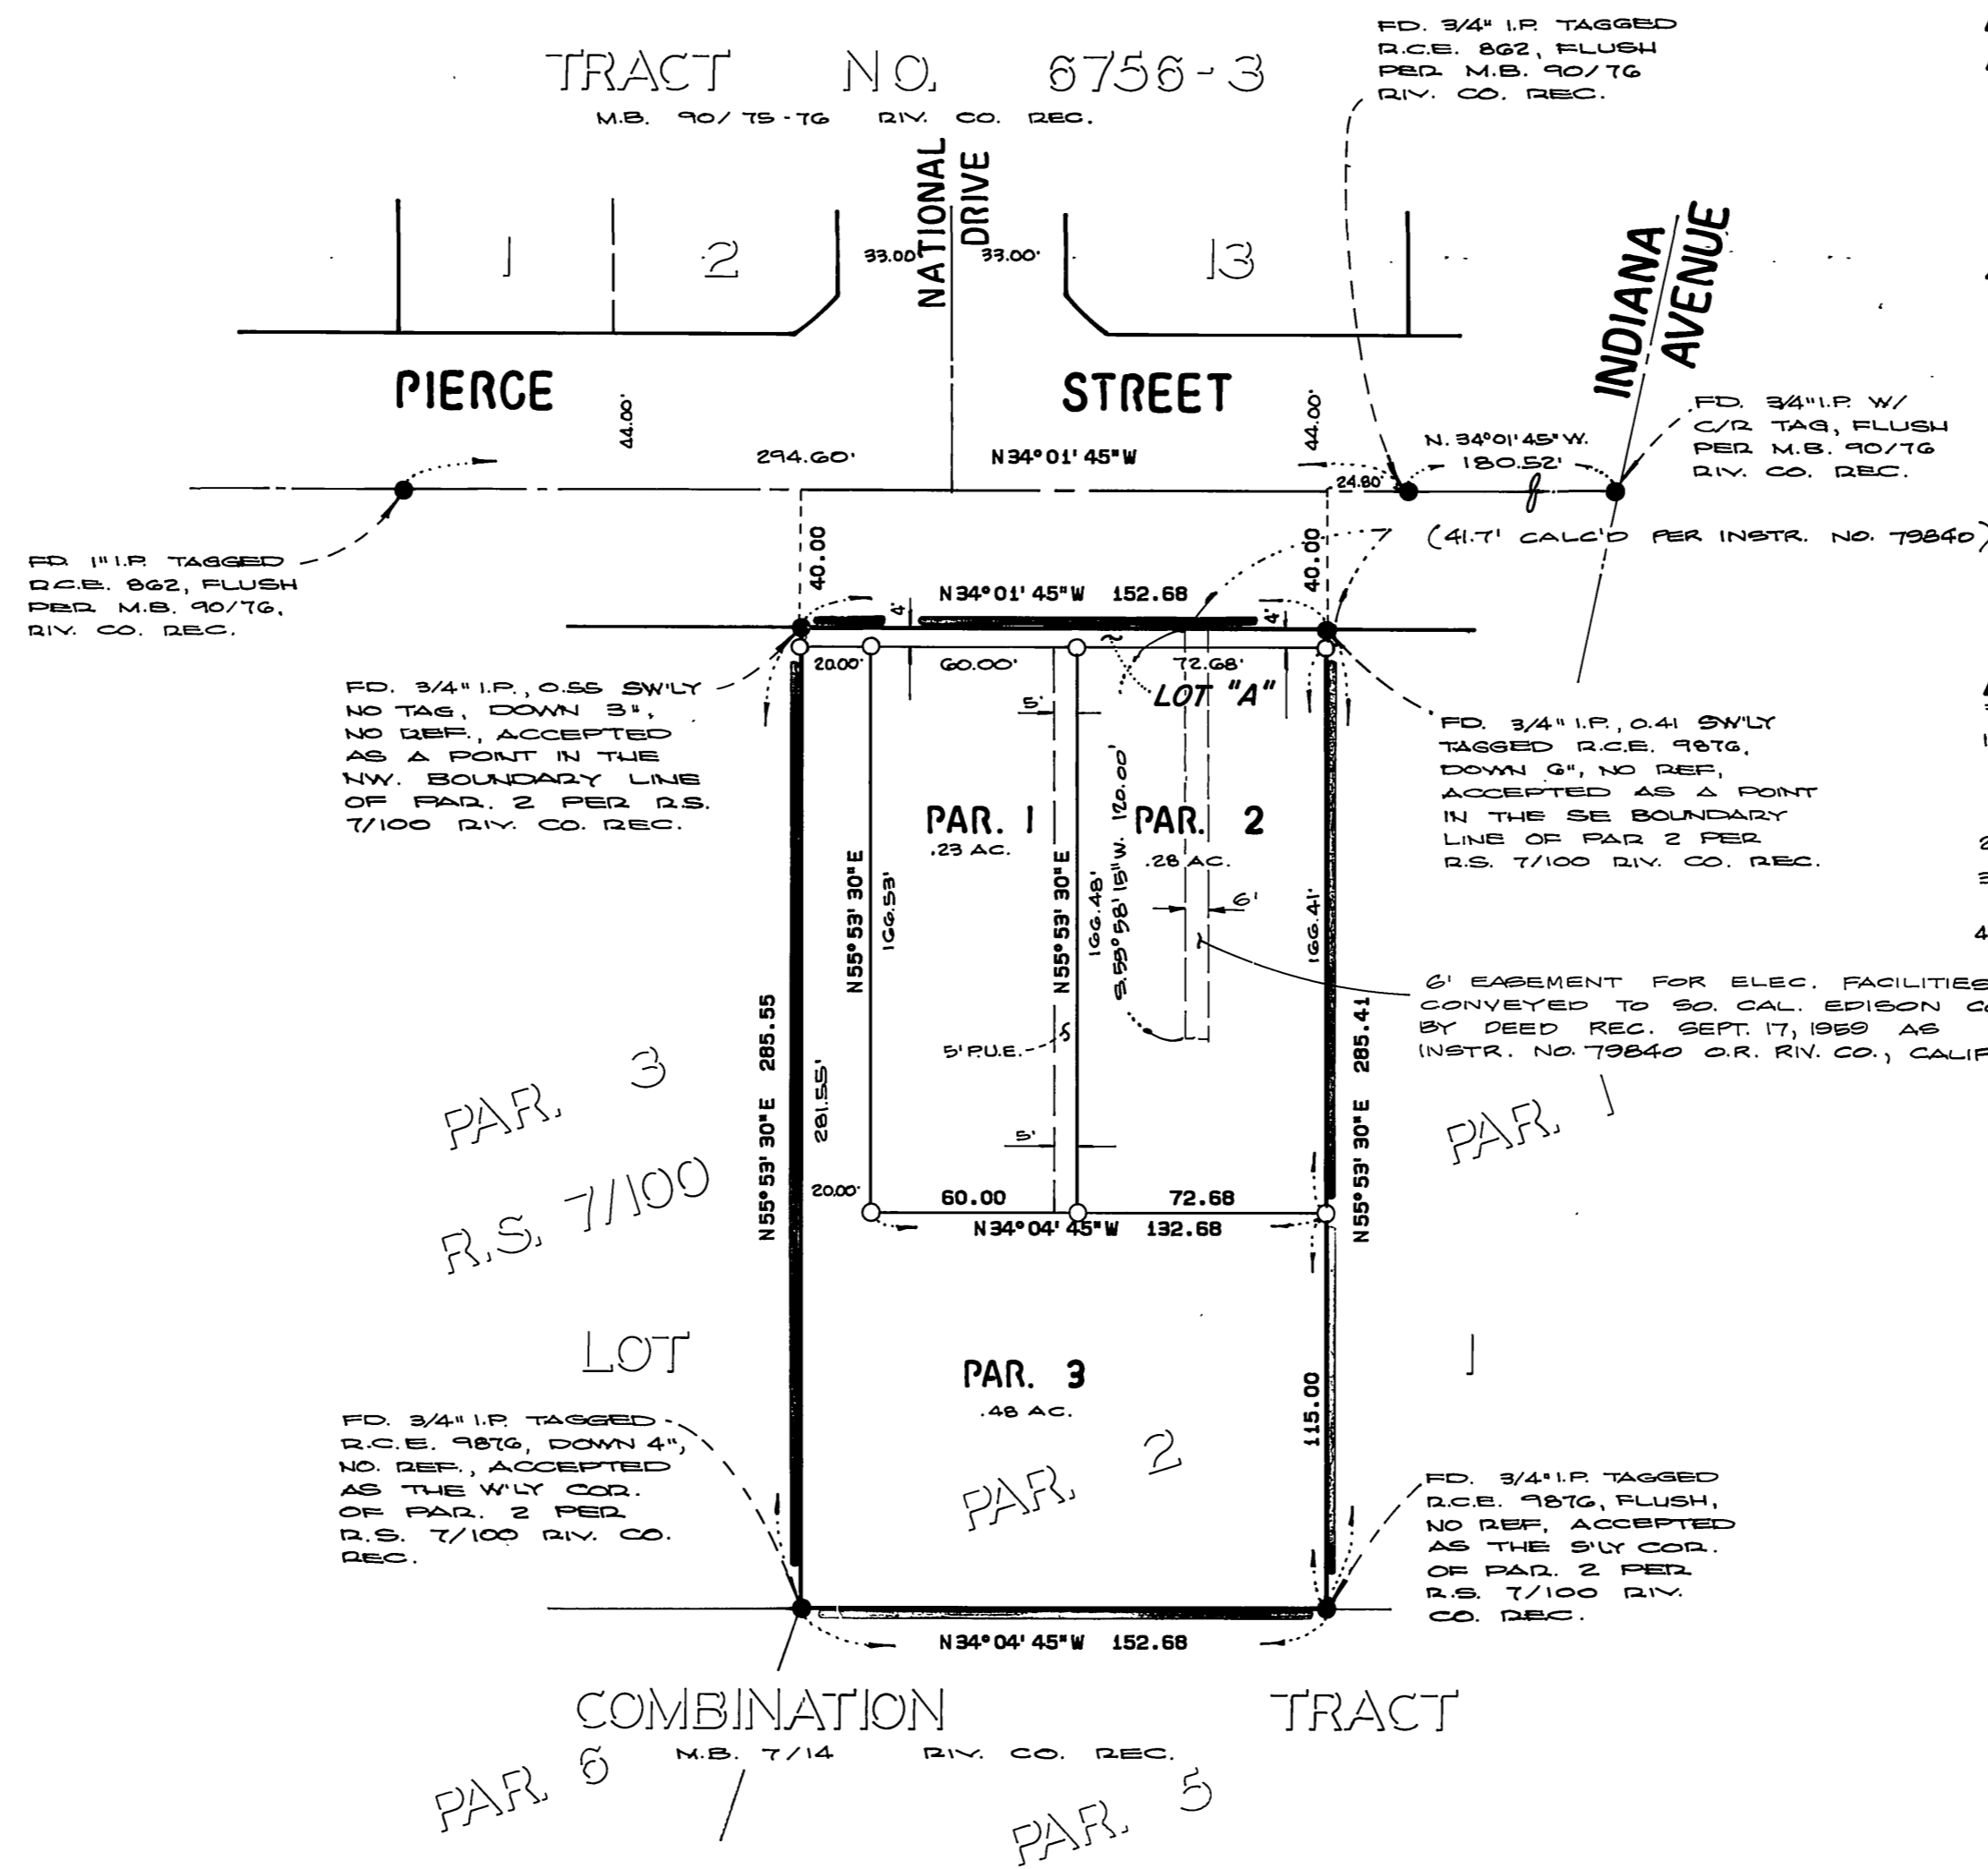 TRACT NO. 6756-3
M.B. 90/75-76 RIV. CO. REC.
FD. 3/4" I.P. TAGGED
R.C.E. 862, FLUSH
PER M.B. 90/76
RIV. CO. REC.
NATIONAL
DRIVE
1
2
33.00'
33.00'
13
INDIANA
AVENUE
PIERCE STREET
44.00'
44.00'
294.60'
N34°01'45"W
N. 34°01'45"W.
180.52'
24.80'
FD. 3/4" I.P. W/
C/R TAG, FLUSH
PER M.B. 90/76
RIV. CO. REC.
FD. 1" I.P. TAGGED
R.C.E. 862, FLUSH
PER M.B. 90/76,
RIV. CO. REC.
(41.7' CALC'D PER INSTR. NO. 79840)
40.00
40.00
N34°01'45"W 152.68
4'
4'
20.00'
60.00'
72.68'
LOT "A"
5'
FD. 3/4" I.P., 0.55 SW'LY
NO TAG, DOWN 3",
NO REF., ACCEPTED
AS A POINT IN THE
NW. BOUNDARY LINE
OF PAR. 2 PER R.S.
7/100 RIV. CO. REC.
FD. 3/4" I.P., 0.41 SW'LY
TAGGED R.C.E. 9876,
DOWN 6", NO REF,
ACCEPTED AS A POINT
IN THE SE BOUNDARY
LINE OF PAR 2 PER
R.S. 7/100 RIV. CO. REC.
PAR. 1
.23 AC.
PAR. 2
.28 AC.
N55°53'30"E
166.53'
N55°53'30"E
166.48'
S.55°58'15"W. 120.00'
6'
166.41'
6' EASEMENT FOR ELEC. FACILITIES
CONVEYED TO SO. CAL. EDISON
BY DEED REC. SEPT. 17, 1959 AS
INSTR. NO. 79840 O.R. RIV. CO., CALIF
5' P.U.E.
N55°53'30"E 285.55
281.55'
N55°53'30"E 285.41
PAR. 3
R.S. 7/100
PAR. 1
5'
20.00'
60.00
72.68
N34°04'45"W 132.68
LOT 1
PAR. 3
.48 AC.
115.00
PAR. 2
FD. 3/4" I.P. TAGGED
R.C.E. 9876, DOWN 4",
NO. REF., ACCEPTED
AS THE W'LY COR.
OF PAR. 2 PER
R.S. 7/100 RIV. CO.
REC.
FD. 3/4" I.P. TAGGED
R.C.E. 9876, FLUSH,
NO REF, ACCEPTED
AS THE S'LY COR.
OF PAR. 2 PER
R.S. 7/100 RIV.
CO. REC.
N34°04'45"W 152.68
COMBINATION TRACT
M.B. 7/14 RIV. CO. REC.
PAR. 6
PAR. 5